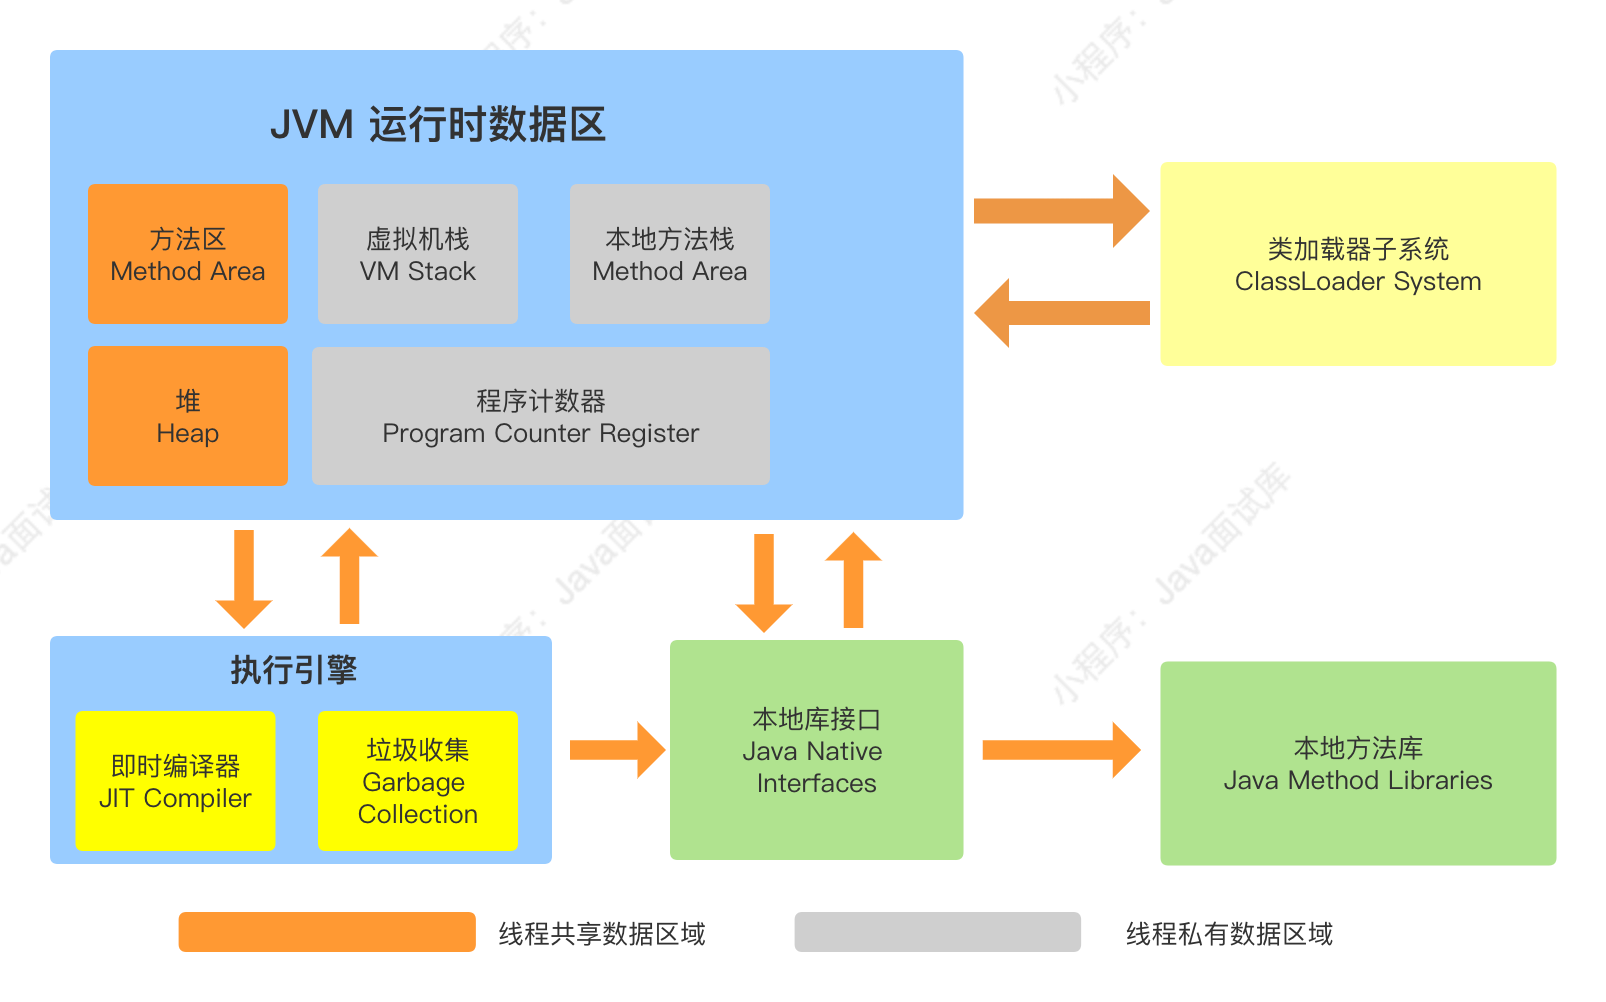 JVM 运行时数据区
方法区
Method Area
虚拟机栈
VM Stack
本地方法栈
Method Area
类加载器子系统
ClassLoader System
堆
Heap
程序计数器
Program Counter Register
执行引擎
即时编译器
JIT Compiler
垃圾收集
Garbage
Collection
本地库接口
Java Native
Interfaces
本地方法库
Java Method Libraries
线程共享数据区域
线程私有数据区域
小程序：Java面试库